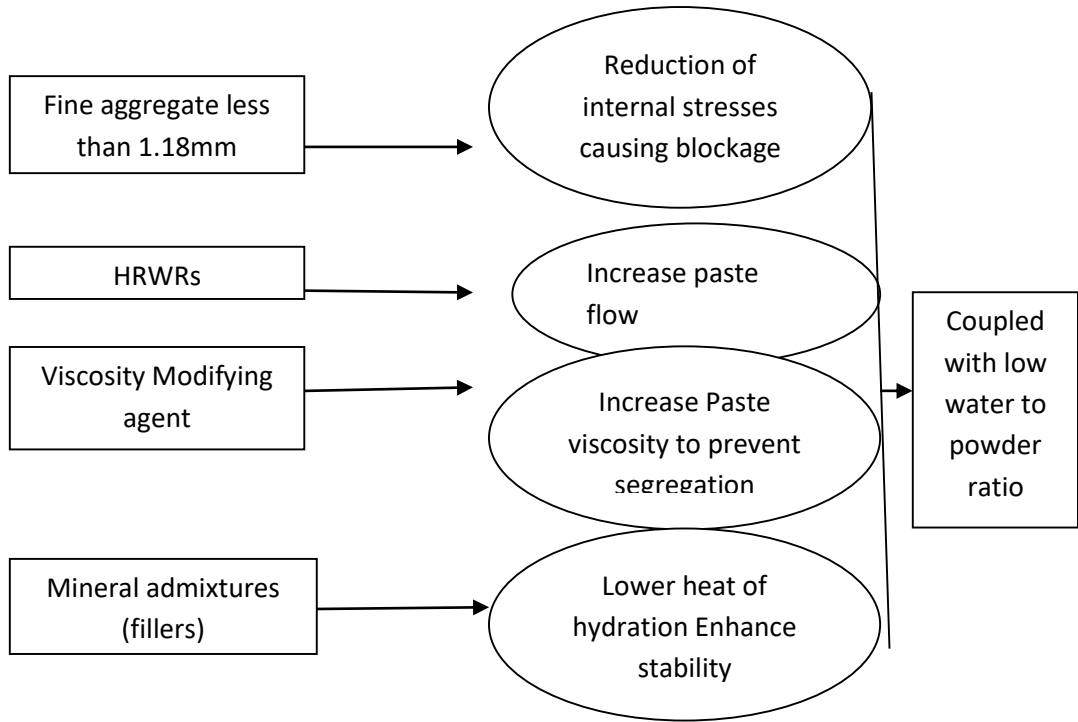 Fine aggregate less
than 1.18mm
Reduction of
internal stresses
causing blockage
HRWRs
Increase paste
flow
Viscosity Modifying
agent
Increase Paste
viscosity to prevent
segregation
Mineral admixtures
(fillers)
Lower heat of
hydration Enhance
stability
Coupled
with low
water to
powder
ratio